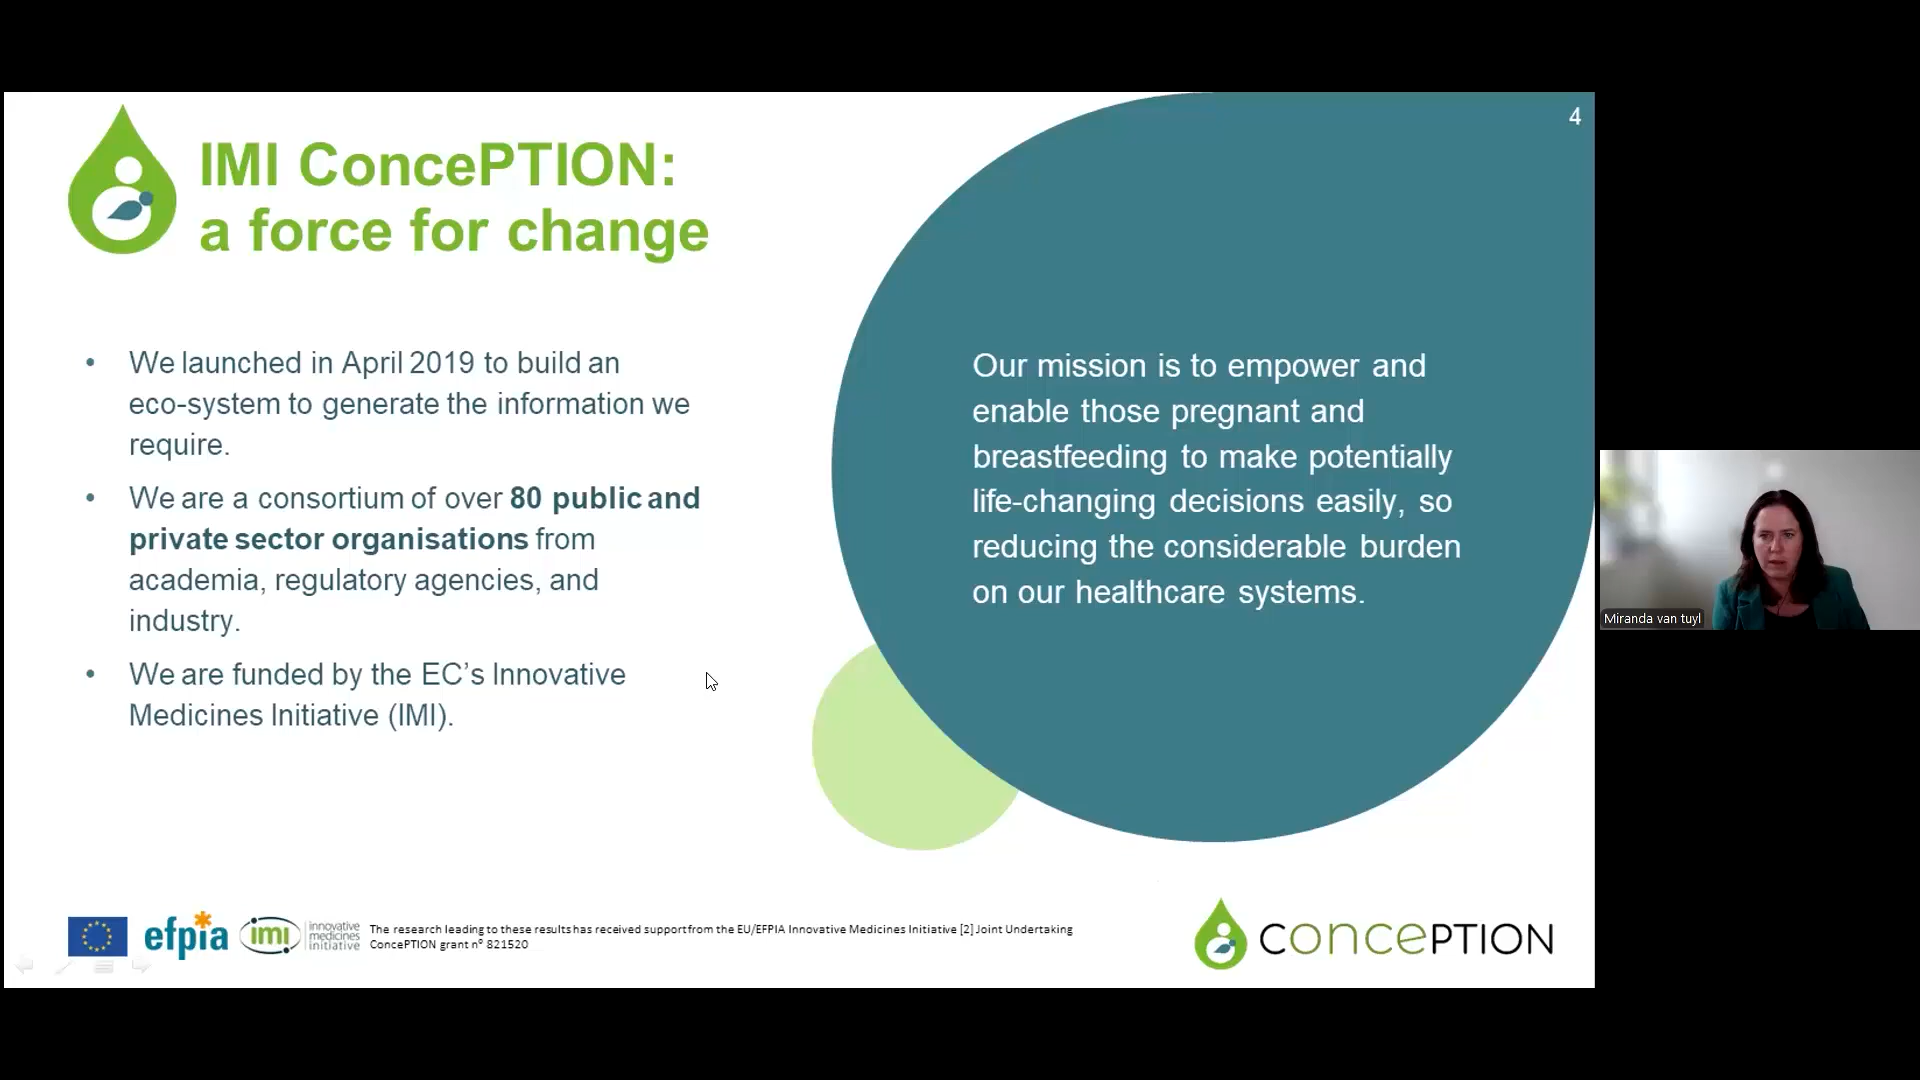 4
IMI ConcePTION:
a force for change
• We launched in April 2019 to build an
eco-system to generate the information we
require.
• We are a consortium of over 80 public and
private sector organisations from
academia, regulatory agencies, and
industry.
• We are funded by the EC’s Innovative
Medicines Initiative (IMI).
Our mission is to empower and
enable those pregnant and
breastfeeding to make potentially
life-changing decisions easily, so
reducing the considerable burden
on our healthcare systems.
Miranda van tuyl
efpia
imi
innovative
medicines
initiative
The research leading to these results has received support from the EU/EFPIA Innovative Medicines Initiative [2] Joint Undertaking
ConcePTION grant nº 821520
concePTION